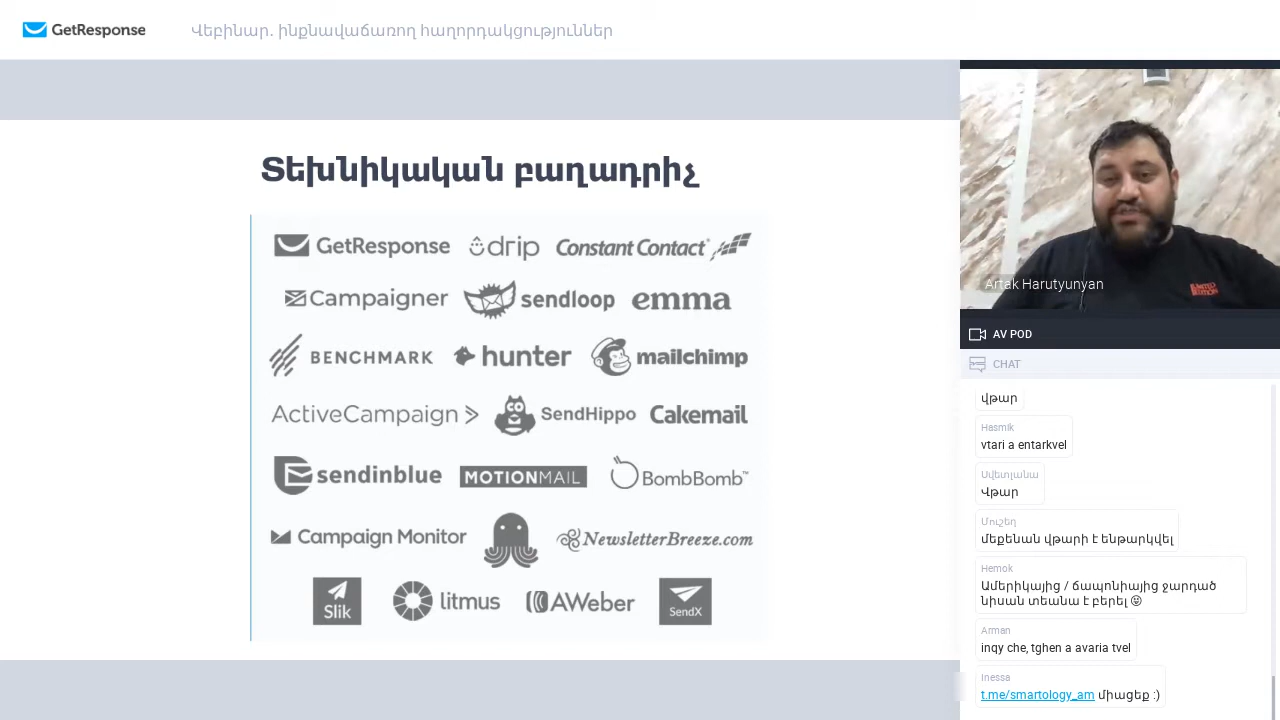 GetResponse
Վեբինար. ինքնավաճառող հաղորդակցություններ
Տեխնիկական բաղադրիչ
GetResponse drip Constant Contact
Campaigner sendloop emma
BENCHMARK hunter mailchimp
ActiveCampaign SendHippo Cakemail
sendinblue MOTIONMAIL BombBomb™
Campaign Monitor NewsletterBreeze.com
Slik litmus AWeber SendX
Artak Harutyunyan
AV POD
CHAT
վթար
Hasmik
vtari a entarkvel
Սվետլանա
Վթար
Մուշեղ
մեքենան վթարի է ենթարկվել
Hemok
Ամերիկայից / ճապոնիայից ջարդած
նիսան տեանա է բերել 😜
Arman
inqy che, tghen a avaria tvel
Inessa
t.me/smartology_am միացեք :)